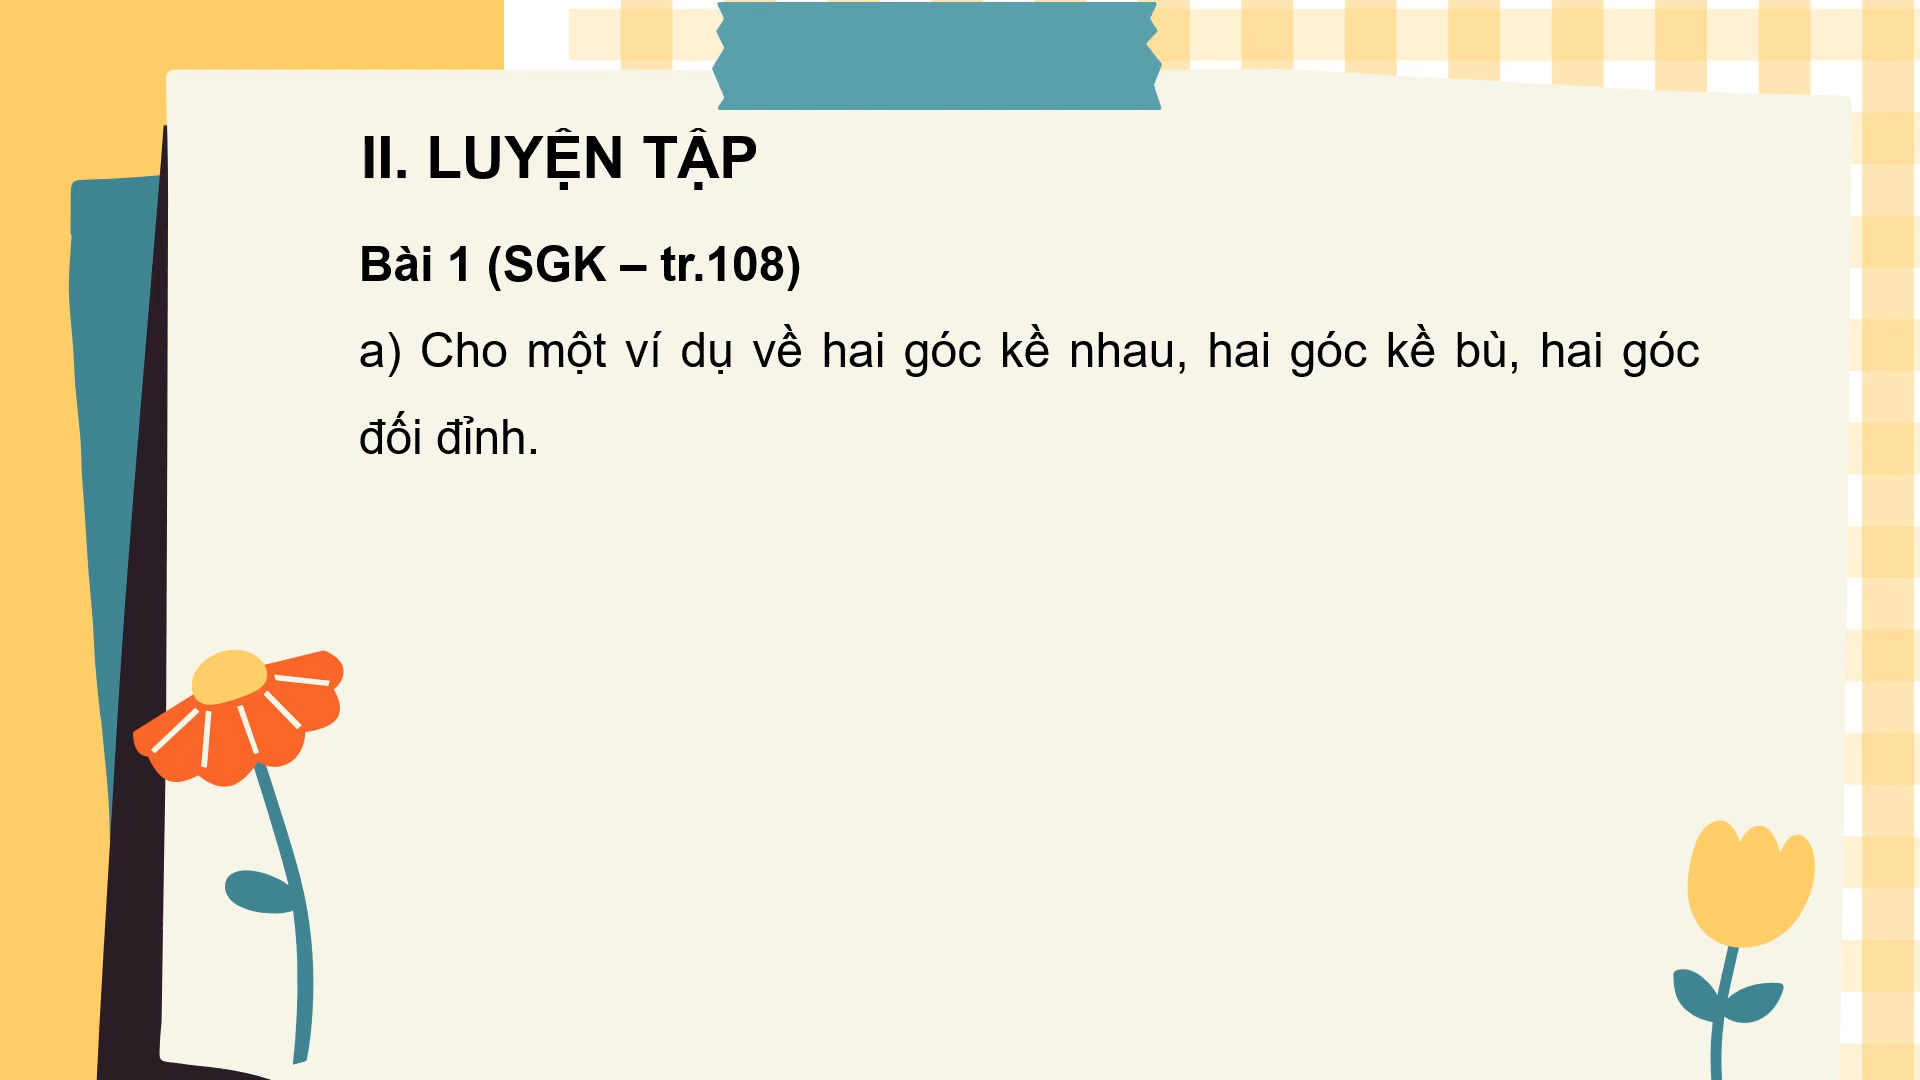 II. LUYỆN TẬP
Bài 1 (SGK – tr.108)
a) Cho một ví dụ về hai góc kề nhau, hai góc kề bù, hai góc
đối đỉnh.